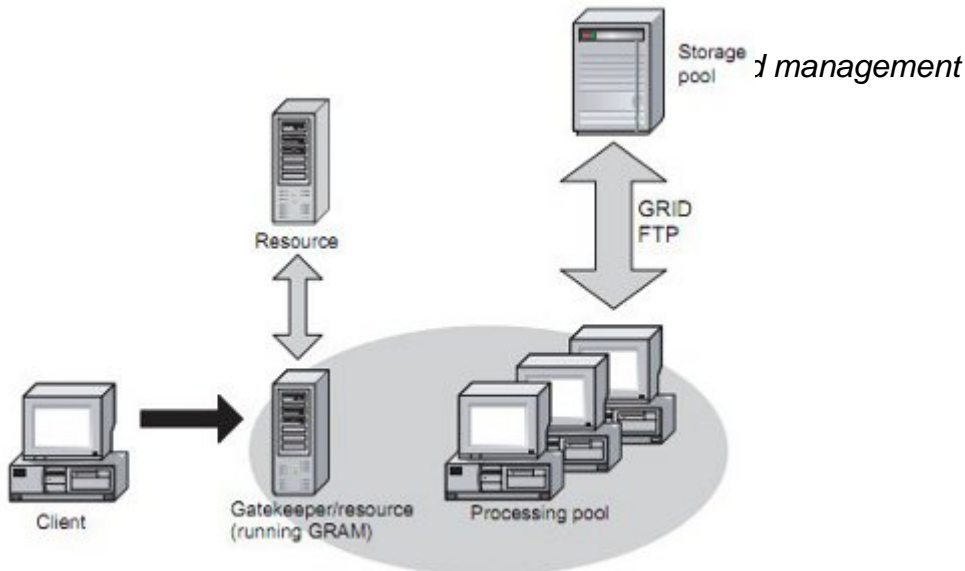 Storage
pool
management
GRID
FTP
Resource
Client
Gatekeeper/resource
(running GRAM)
Processing pool